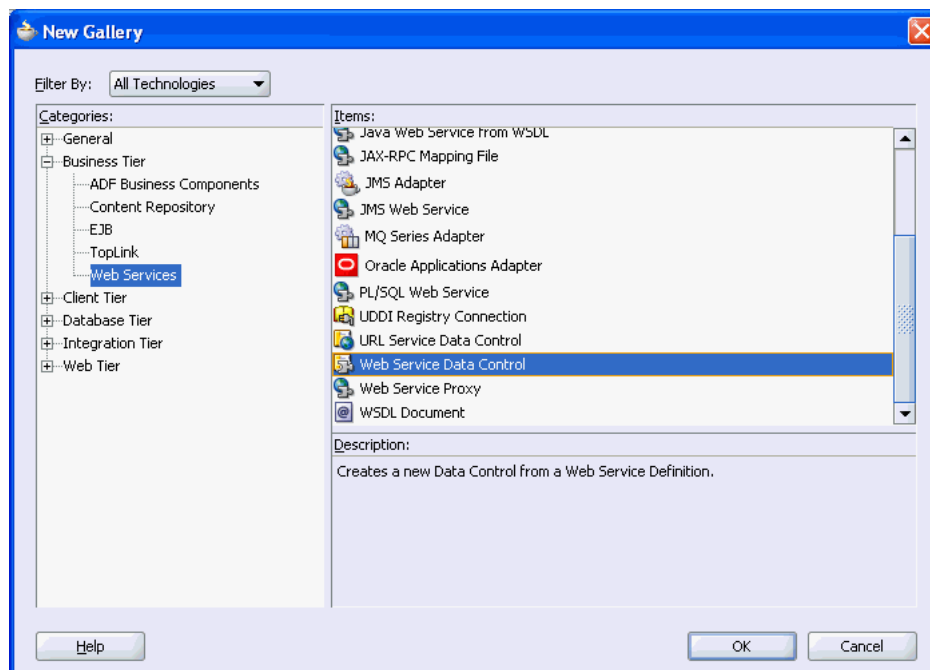 New Gallery
Filter By: All Technologies
Categories:
General
Business Tier
ADF Business Components
Content Repository
EJB
TopLink
Web Services
Client Tier
Database Tier
Integration Tier
Web Tier
Items:
Java Web Service from WSDL
JAX-RPC Mapping File
JMS Adapter
JMS Web Service
MQ Series Adapter
Oracle Applications Adapter
PL/SQL Web Service
UDDI Registry Connection
URL Service Data Control
Web Service Data Control
Web Service Proxy
WSDL Document
Description:
Creates a new Data Control from a Web Service Definition.
Help
OK
Cancel